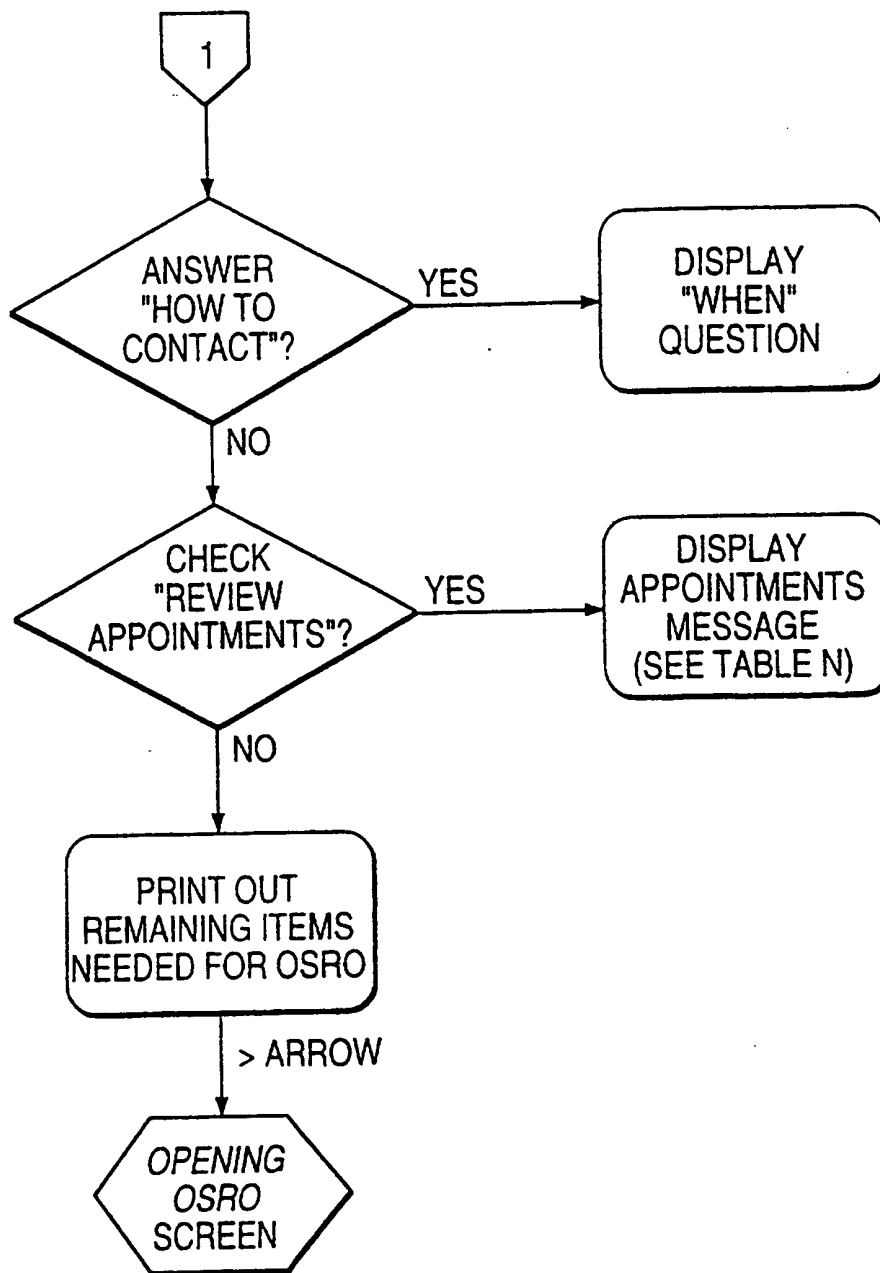 1
ANSWER
"HOW TO
CONTACT"?
YES
DISPLAY
"WHEN"
QUESTION
NO
CHECK
"REVIEW
APPOINTMENTS"?
YES
DISPLAY
APPOINTMENTS
MESSAGE
(SEE TABLE N)
NO
PRINT OUT
REMAINING ITEMS
NEEDED FOR OSRO
> ARROW
OPENING
OSRO
SCREEN